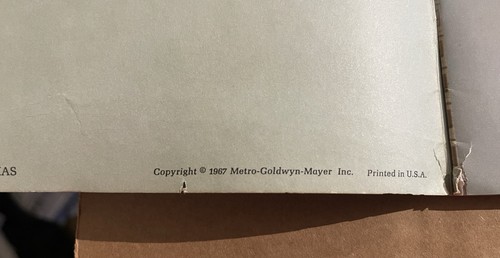 AS Copyright © 1967 Metro-Goldwyn-Mayer Inc. Printed in U.S.A.